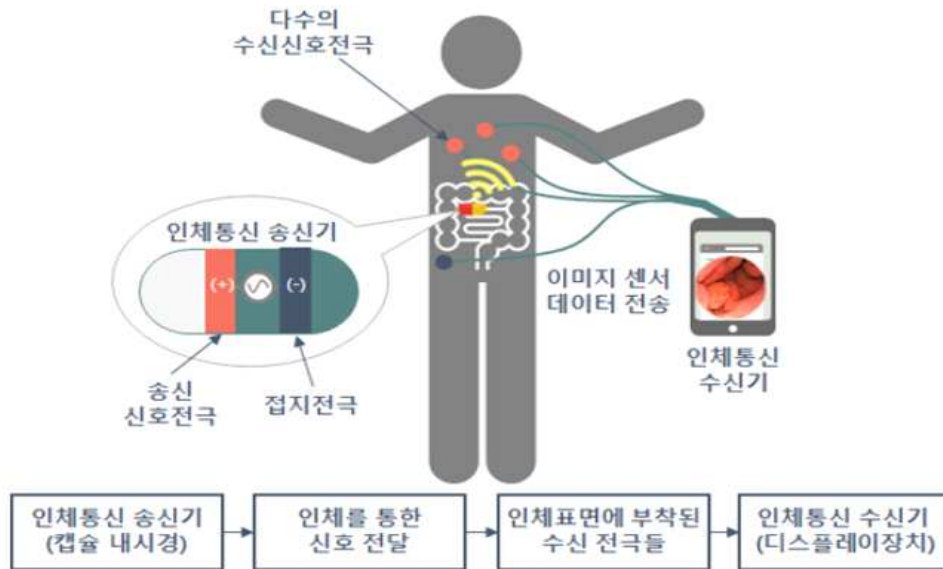 다수의
수신신호전극
인체통신 송신기
(+)
(-)
송신
신호전극
접지전극
이미지 센서
데이터 전송
인체통신
수신기
인체통신 송신기
(캡슐 내시경)
인체를 통한
신호 전달
인체표면에 부착된
수신 전극들
인체통신 수신기
(디스플레이장치)